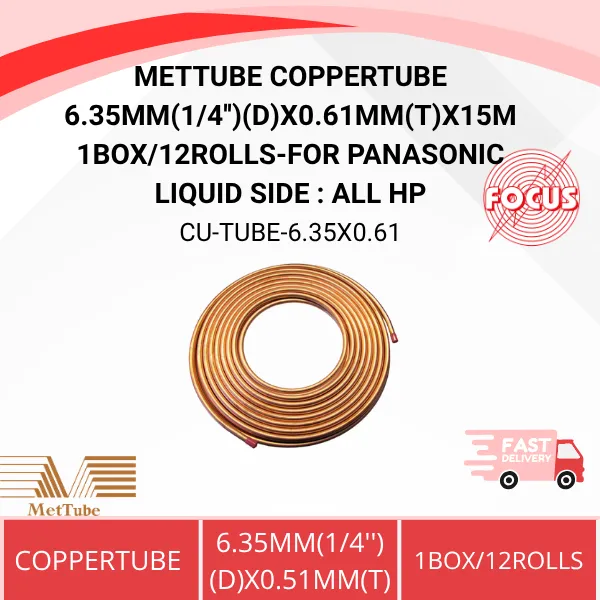 METTUBE COPPERTUBE
6.35MM(1/4")(D)X0.61MM(T)X15M
1BOX/12ROLLS-FOR PANASONIC
LIQUID SIDE : ALL HP
CU-TUBE-6.35X0.61
FOCUS
FAST
DELIVERY
MetTube
COPPERTUBE
6.35MM(1/4'')
(D)X0.51MM(T)
1BOX/12ROLLS